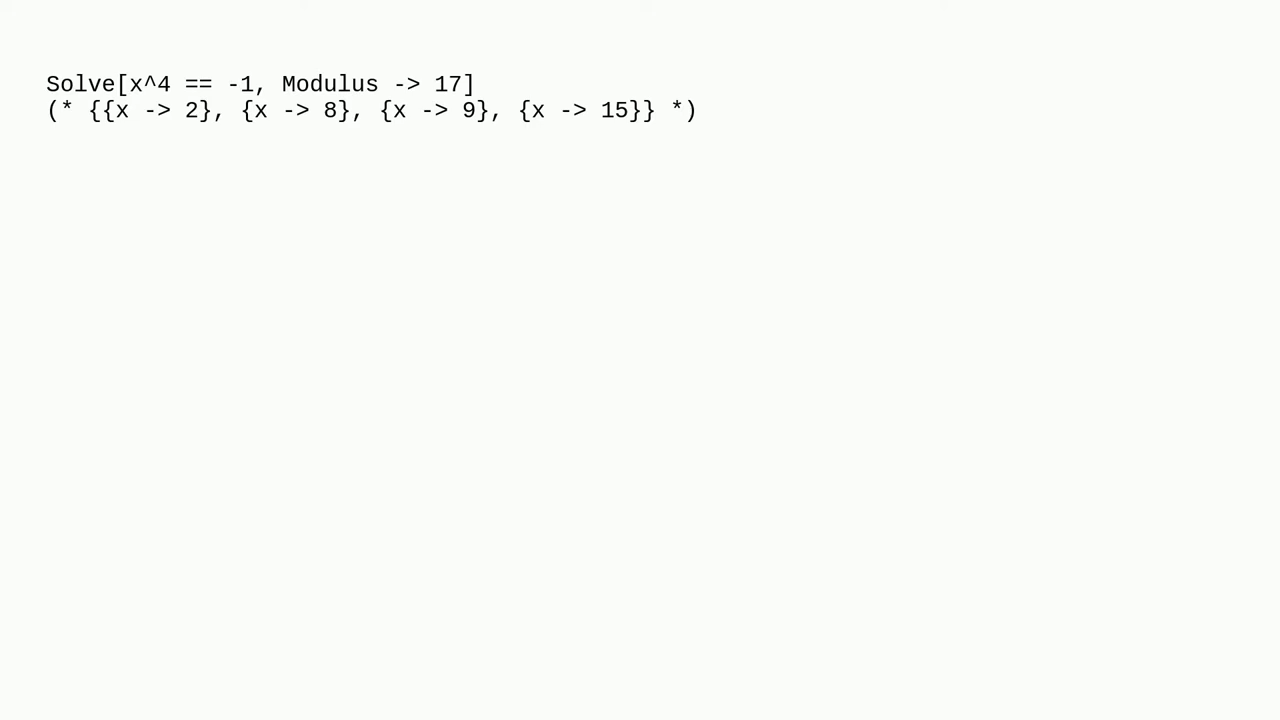 Solve[x^4 == -1, Modulus -> 17]
(* {{x -> 2}, {x -> 8}, {x -> 9}, {x -> 15}} *)